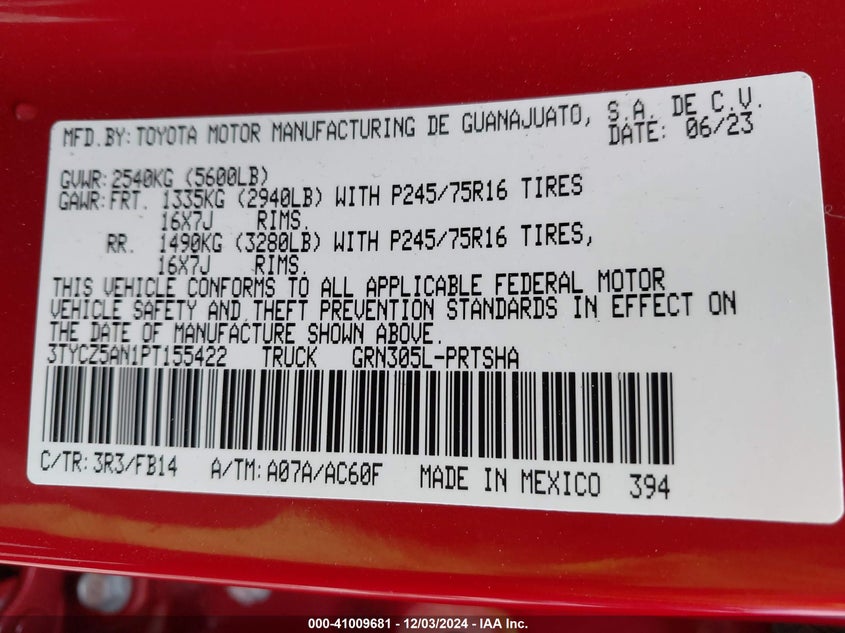 MFD.BY:TOYOTA MOTOR MANUFACTURING DE GUANAJUATO, S.A. DE C.V.
DATE: 06/23
GVWR:2540KG (5600LB)
GAWR:FRT. 1335KG (2940LB) WITH P245/75R16 TIRES
16X7J RIMS.
RR. 1490KG (3280LB) WITH P245/75R16 TIRES,
16X7J RIMS.
THIS VEHICLE CONFORMS TO ALL APPLICABLE FEDERAL MOTOR
VEHICLE SAFETY AND THEFT PREVENTION STANDARDS IN EFFECT ON
THE DATE OF MANUFACTURE SHOWN ABOVE.
3TYCZ5AN1PT155422 TRUCK GRN305L-PRTSHA
C/TR:3R3/FB14 A/TM:A07A/AC60F MADE IN MEXICO 394
000-41009681 - 12/03/2024 - IAA Inc.